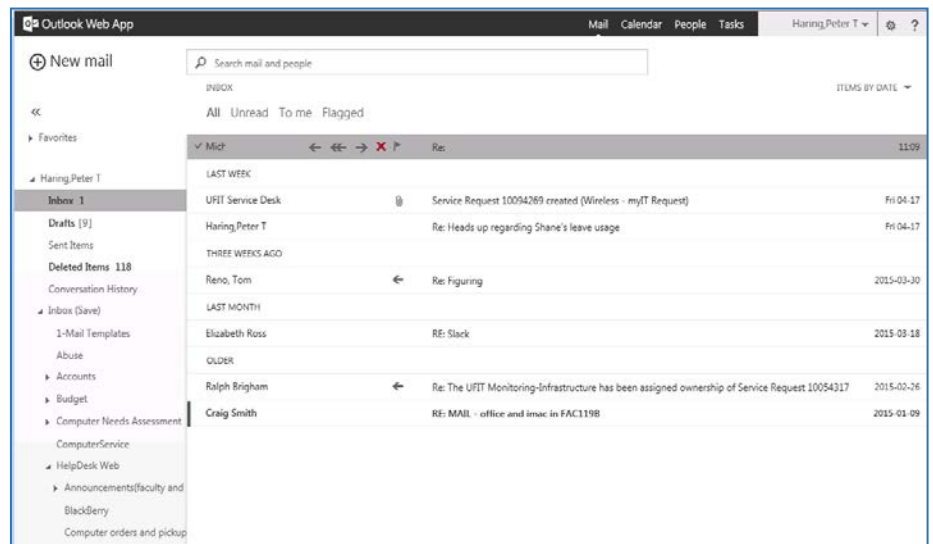 Outlook Web App
Mail Calendar People Tasks Haring,Peter T ?
New mail
Search mail and people
INBOX
ITEMS BY DATE
All Unread To me Flagged
Favorites
Re: 11:09
Haring,Peter T
Inbox 1
Drafts [9]
Sent Items
Deleted Items 118
Conversation History
Inbox (Save)
1-Mail Templates
Abuse
Accounts
Budget
Computer Needs Assessment
ComputerService
HelpDesk Web
Announcements(faculty and
BlackBerry
Computer orders and pickup
LAST WEEK
UFIT Service Desk Service Request 10094269 created (Wireless - myIT Request) Fri 04-17
Haring,Peter T Re: Heads up regarding Shane's leave usage Fri 04-17
THREE WEEKS AGO
Reno, Tom Re: Figuring 2015-03-30
LAST MONTH
Elizabeth Ross RE: Slack 2015-03-18
OLDER
Ralph Brigham Re: The UFIT Monitoring-Infrastructure has been assigned ownership of Service Request 10054317 2015-02-26
Craig Smith RE: MAIL - office and imac in FAC119B 2015-01-09